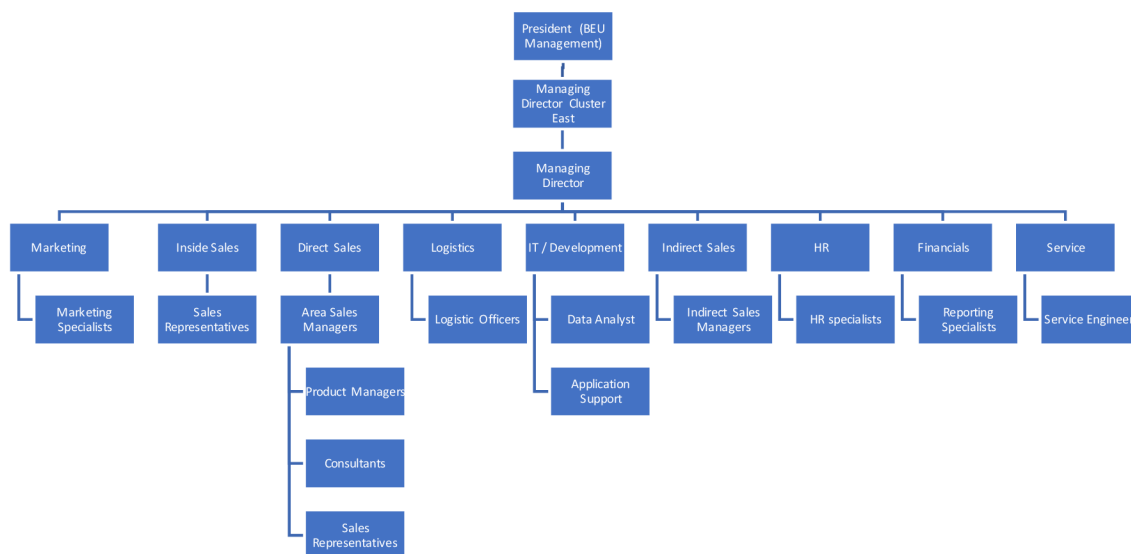 President (BEU
Management)
Managing
Director Cluster
East
Managing
Director
Marketing
Inside Sales
Direct Sales
Logistics
IT / Development
Indirect Sales
HR
Financials
Service
Marketing
Specialists
Sales
Representatives
Area Sales
Managers
Logistic Officers
Data Analyst
Indirect Sales
Managers
HR specialists
Reporting
Specialists
Service Engineer
Product Managers
Application
Support
Consultants
Sales
Representatives